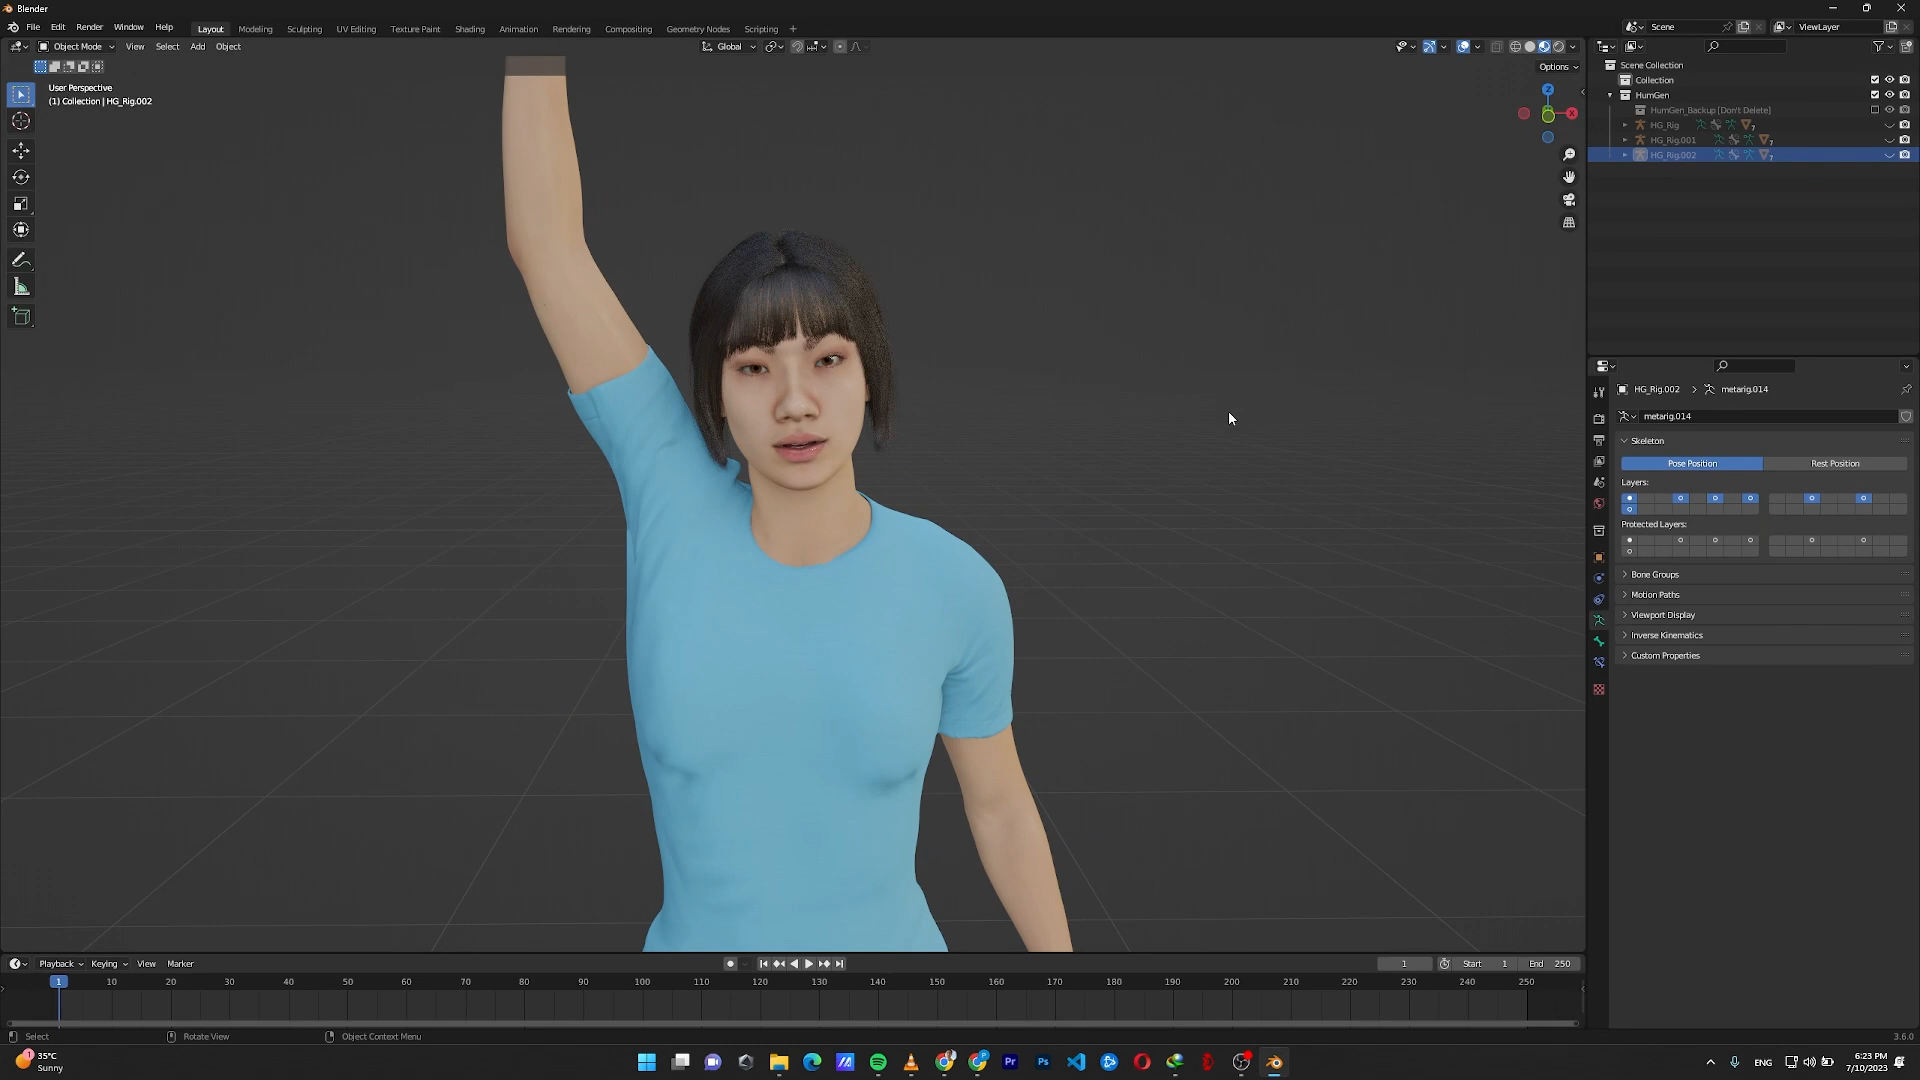 Blender
File Edit Render Window Help Layout Modeling Sculpting UV Editing Texture Paint Shading Animation Rendering Compositing Geometry Nodes Scripting + Scene ViewLayer
Object Mode View Select Add Object Global
Options
User Perspective
(1) Collection | HG_Rig.002
Z
X
Scene Collection
Collection
HumGen
HumGen_Backup [Don't Delete]
HG_Rig 7
HG_Rig.001 7
HG_Rig.002 7
HG_Rig.002 > metarig.014
metarig.014
Skeleton
Pose Position Rest Position
Layers:
Protected Layers:
Bone Groups
Motion Paths
Viewport Display
Inverse Kinematics
Custom Properties
Playback Keying View Marker 1 Start 1 End 250
1 10 20 30 40 50 60 70 80 90 100 110 120 130 140 150 160 170 180 190 200 210 220 230 240 250
Select Rotate View Object Context Menu 3.6.0
1 35°C
Sunny
P Pr Ps
ENG
6:23 PM
7/10/2023